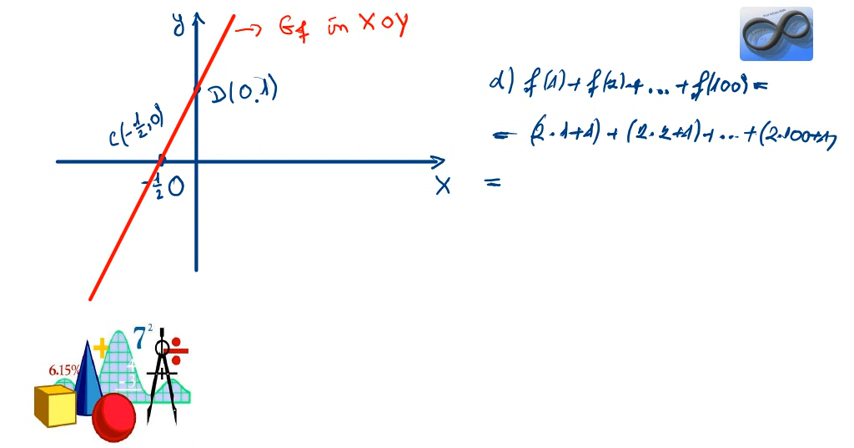 y → Gf în XOY
D(0,1)
C(-1/2,0)
-1/2 O
X
d) f(1)+f(2)+...+f(100)=
= (2·1+1)+(2·2+1)+...+(2·100+1)
=
7²
6.15%